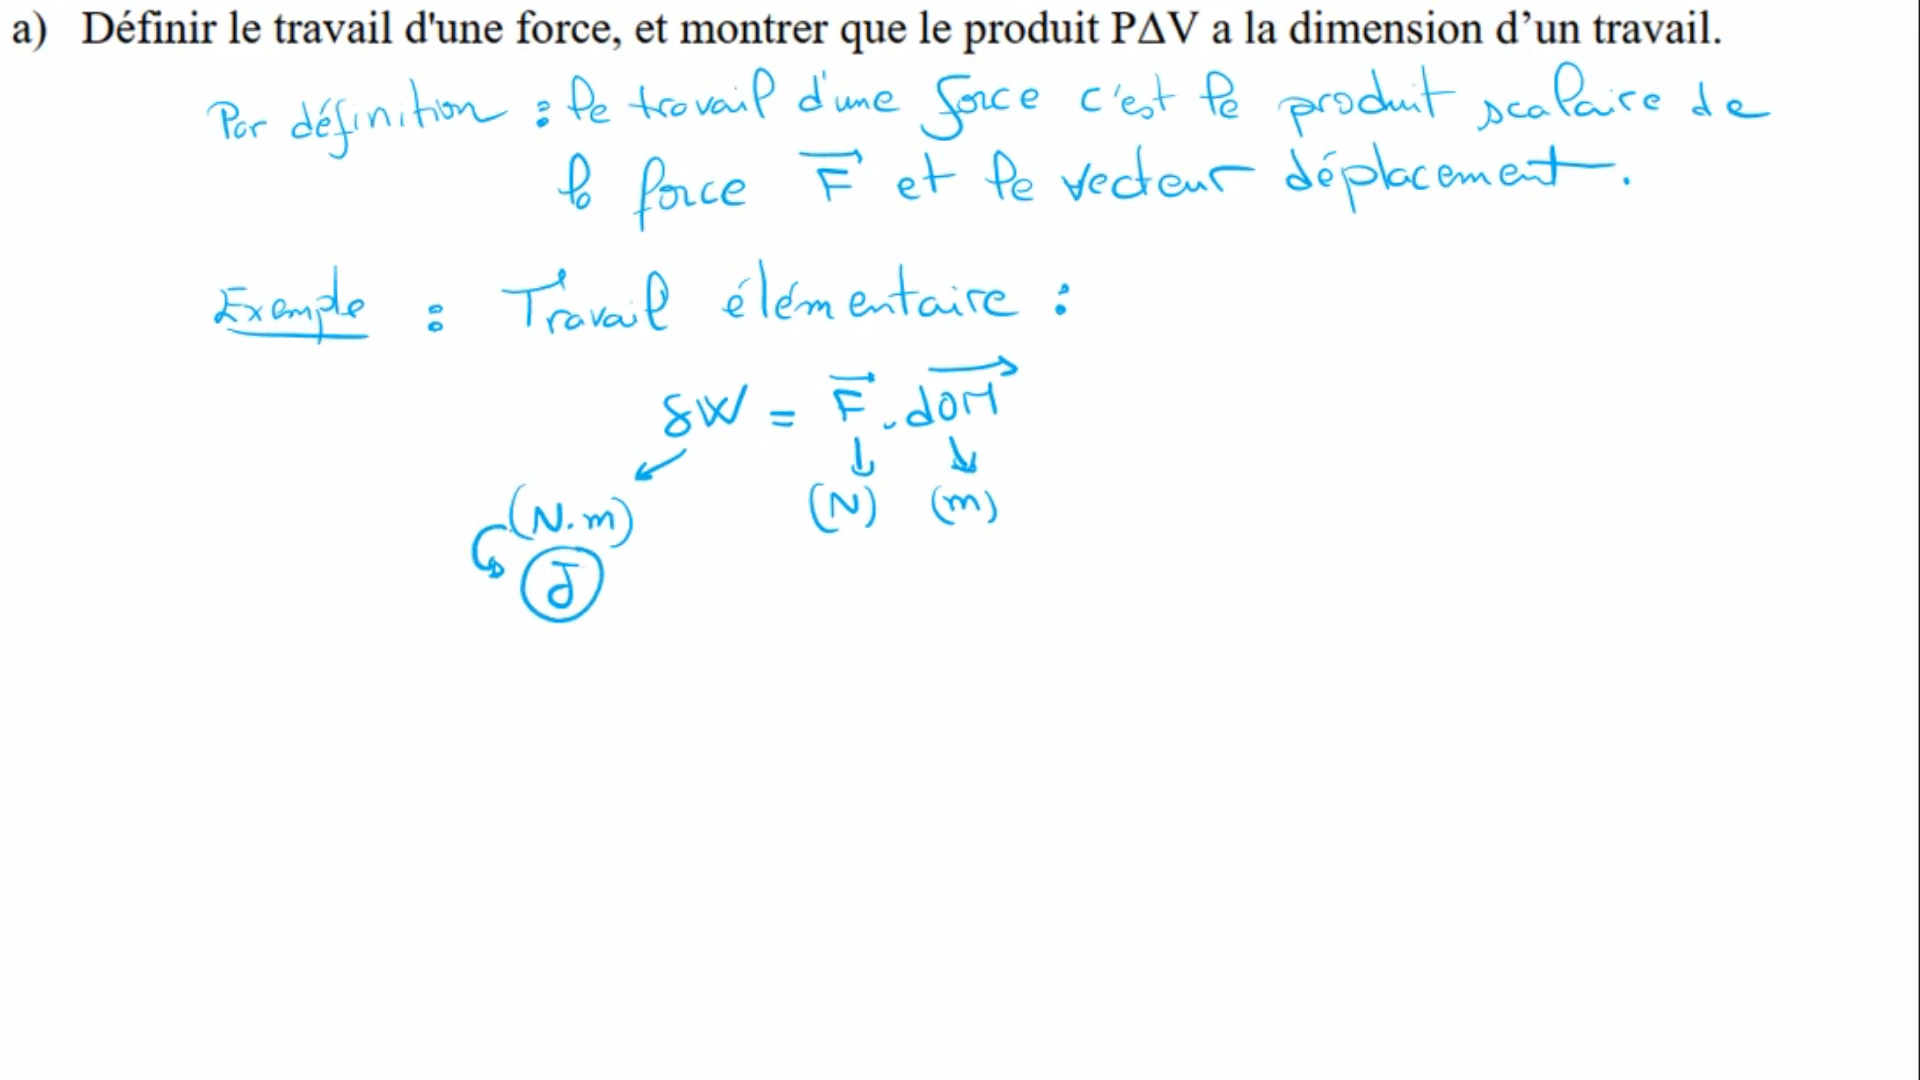 a) Définir le travail d'une force, et montrer que le produit PΔV a la dimension d’un travail.
Par définition : le travail d'une force c'est le produit scalaire de
la force F⃗ et le vecteur déplacement.
Exemple : Travail élémentaire :
δW = F⃗ . dOM⃗
(N.m) (N) (m)
J